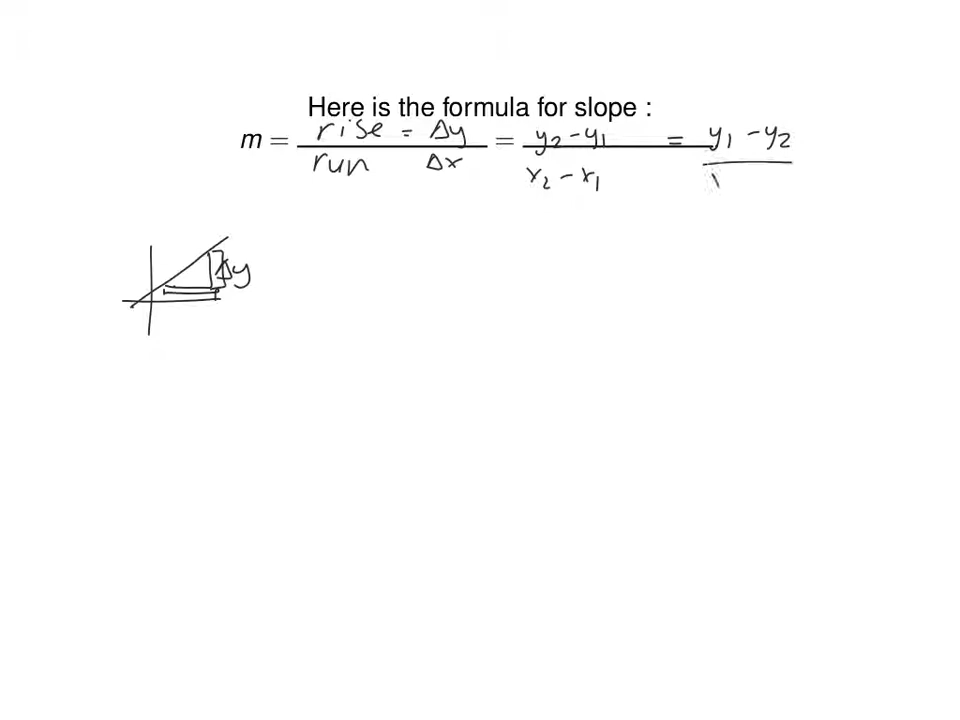 Here is the formula for slope :
m = rise = Δy = y₂ - y₁ = y₁ - y₂
run Δx x₂ - x₁
Δy